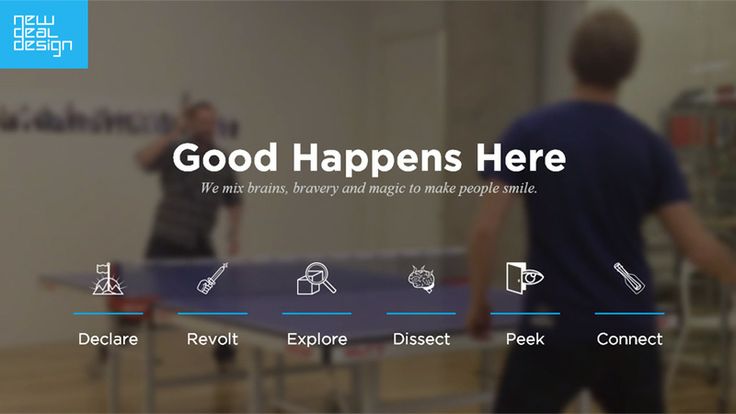 new
deal
design
Good Happens Here
We mix brains, bravery and magic to make people smile.
Declare
Revolt
Explore
Dissect
Peek
Connect